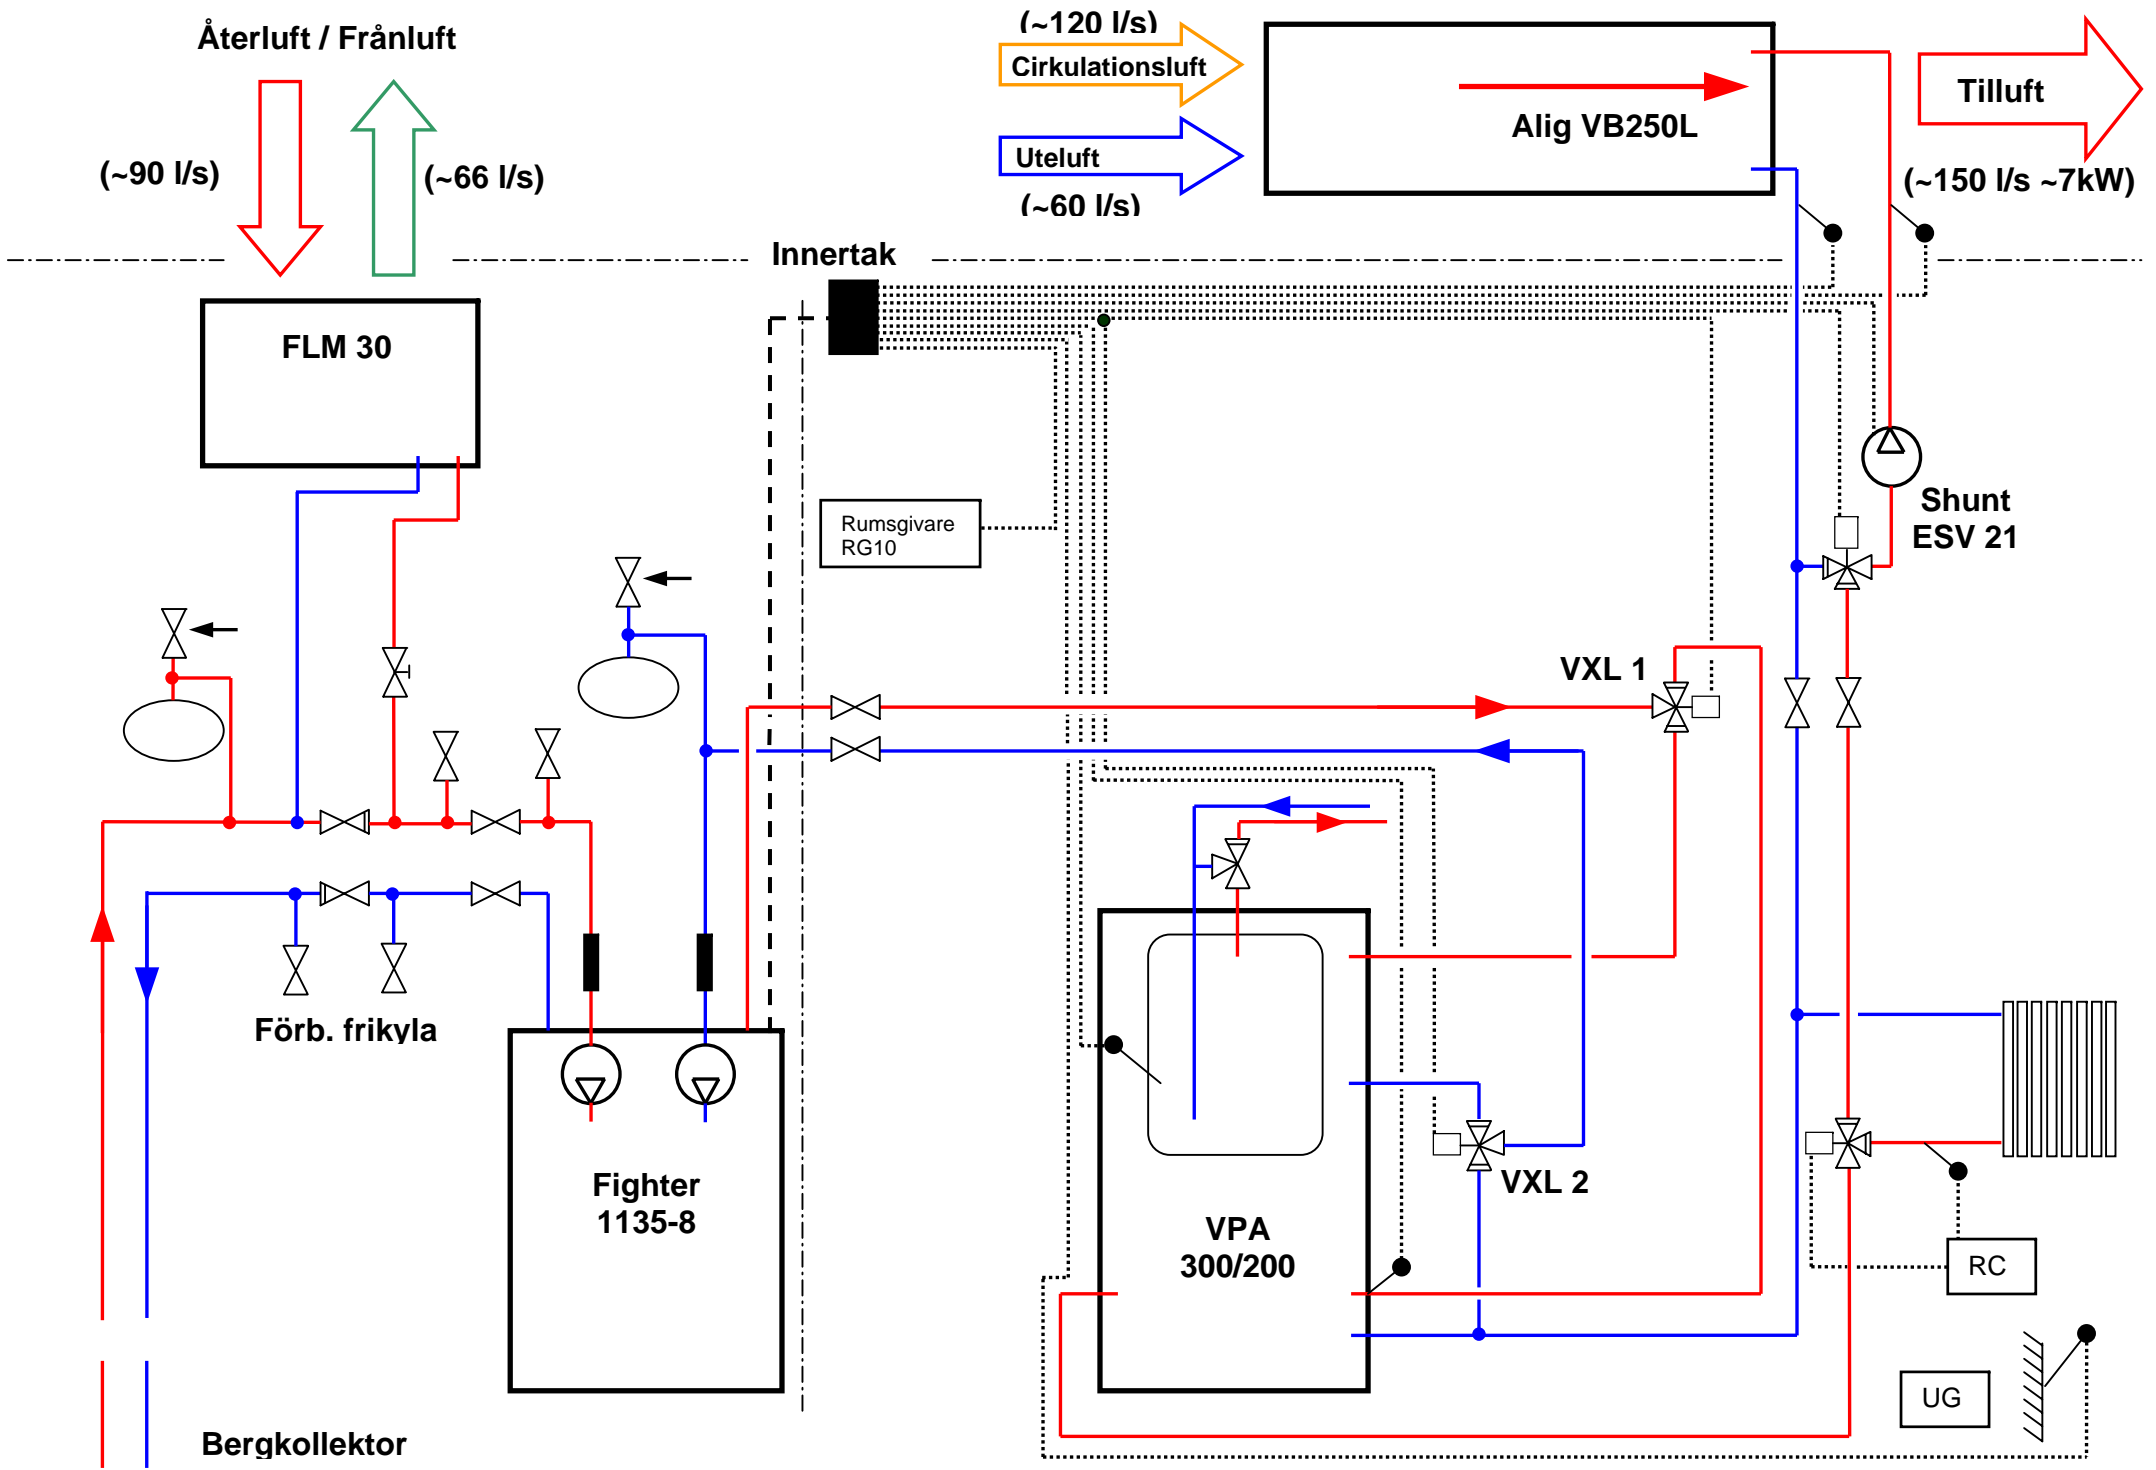 Återluft / Frånluft
(~90 l/s)
(~66 l/s)
(~120 l/s)
Cirkulationsluft
Uteluft
(~60 l/s)
Alig VB250L
Tilluft
(~150 l/s ~7kW)
Innertak
FLM 30
Rumsgivare
RG10
Shunt
ESV 21
VXL 1
Förb. frikyla
Fighter
1135-8
VPA
300/200
VXL 2
RC
UG
Bergkollektor